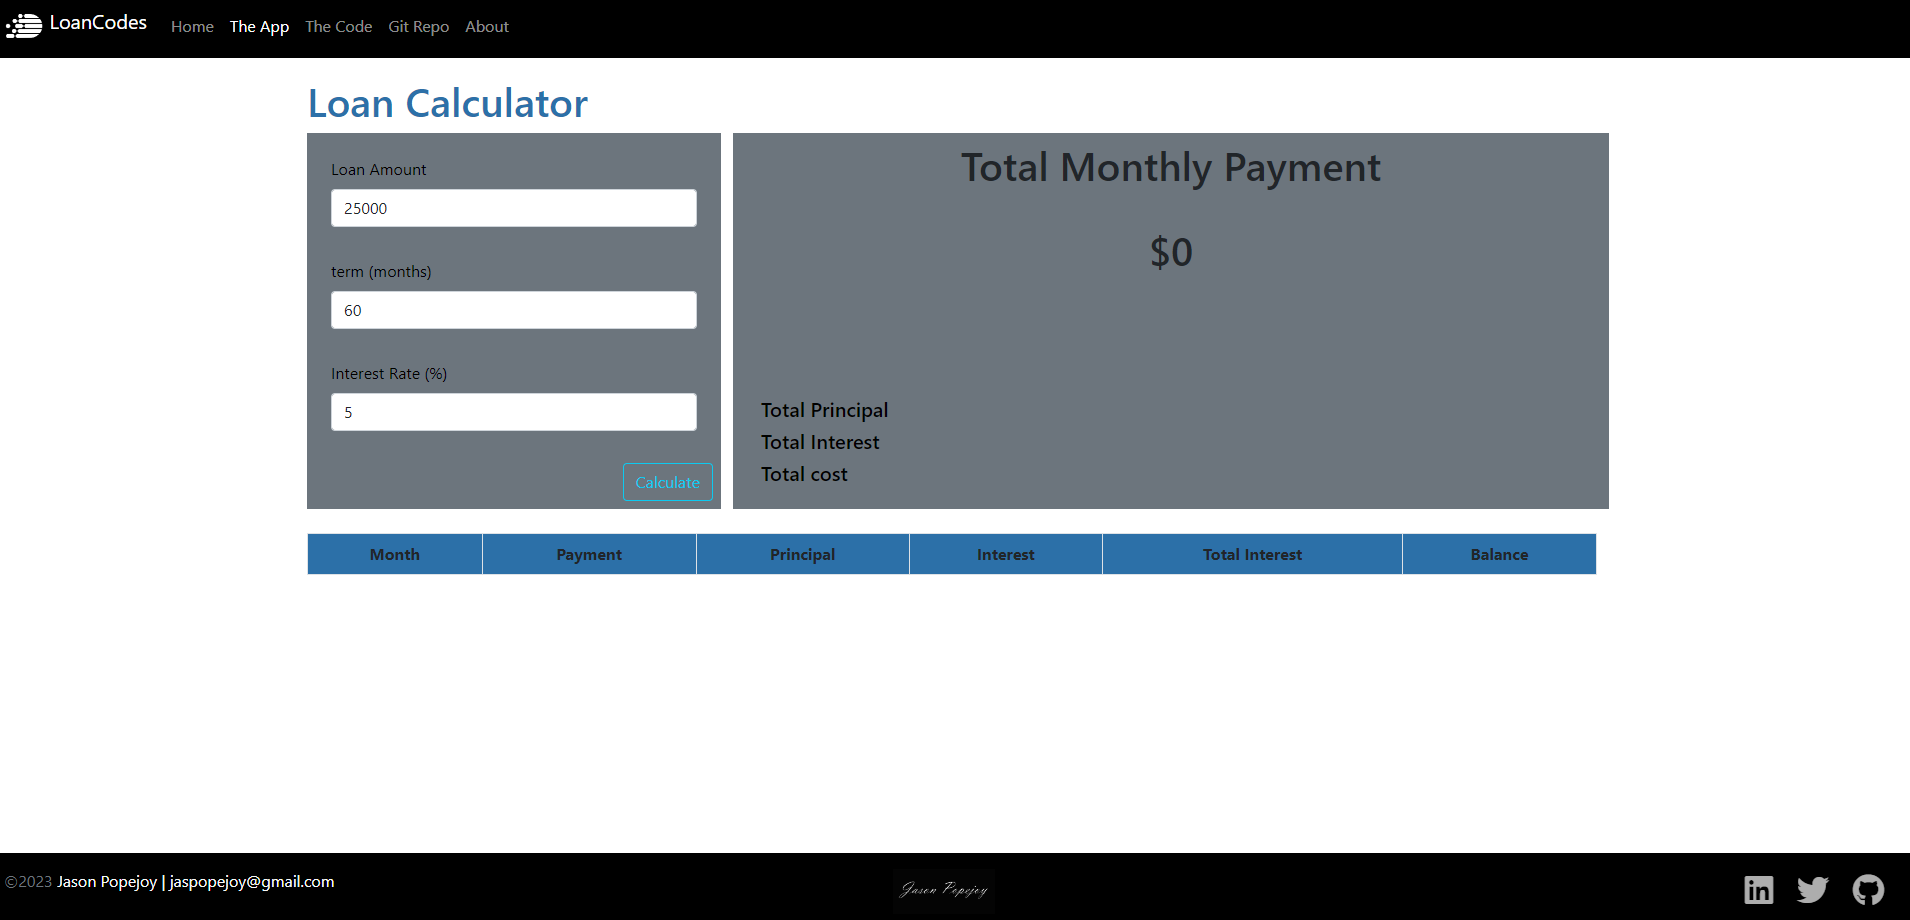 LoanCodes Home The App The Code Git Repo About
Loan Calculator
Loan Amount
25000
term (months)
60
Interest Rate (%)
5
Calculate
Total Monthly Payment
$0
Total Principal
Total Interest
Total cost
Month Payment Principal Interest Total Interest Balance
©2023 Jason Popejoy | jaspopejoy@gmail.com
Jason Popejoy
in